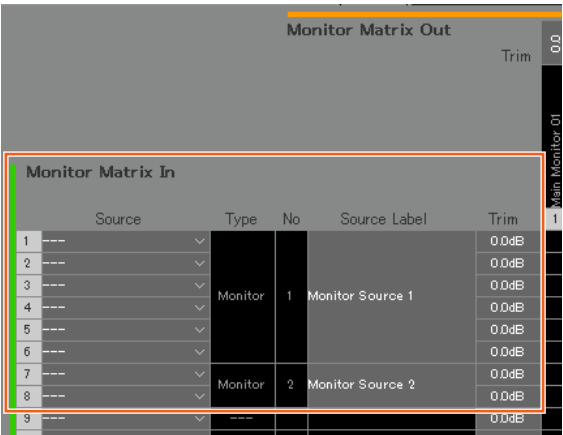 Monitor Matrix Out
Trim
0.0
Main Monitor 01
1
Monitor Matrix In
Source Type No Source Label Trim
1 --- 0.0dB
2 --- 0.0dB
3 --- 0.0dB
Monitor 1 Monitor Source 1
4 --- 0.0dB
5 --- 0.0dB
6 --- 0.0dB
7 --- 0.0dB
Monitor 2 Monitor Source 2
8 --- 0.0dB
9 --- --- 0.0dB